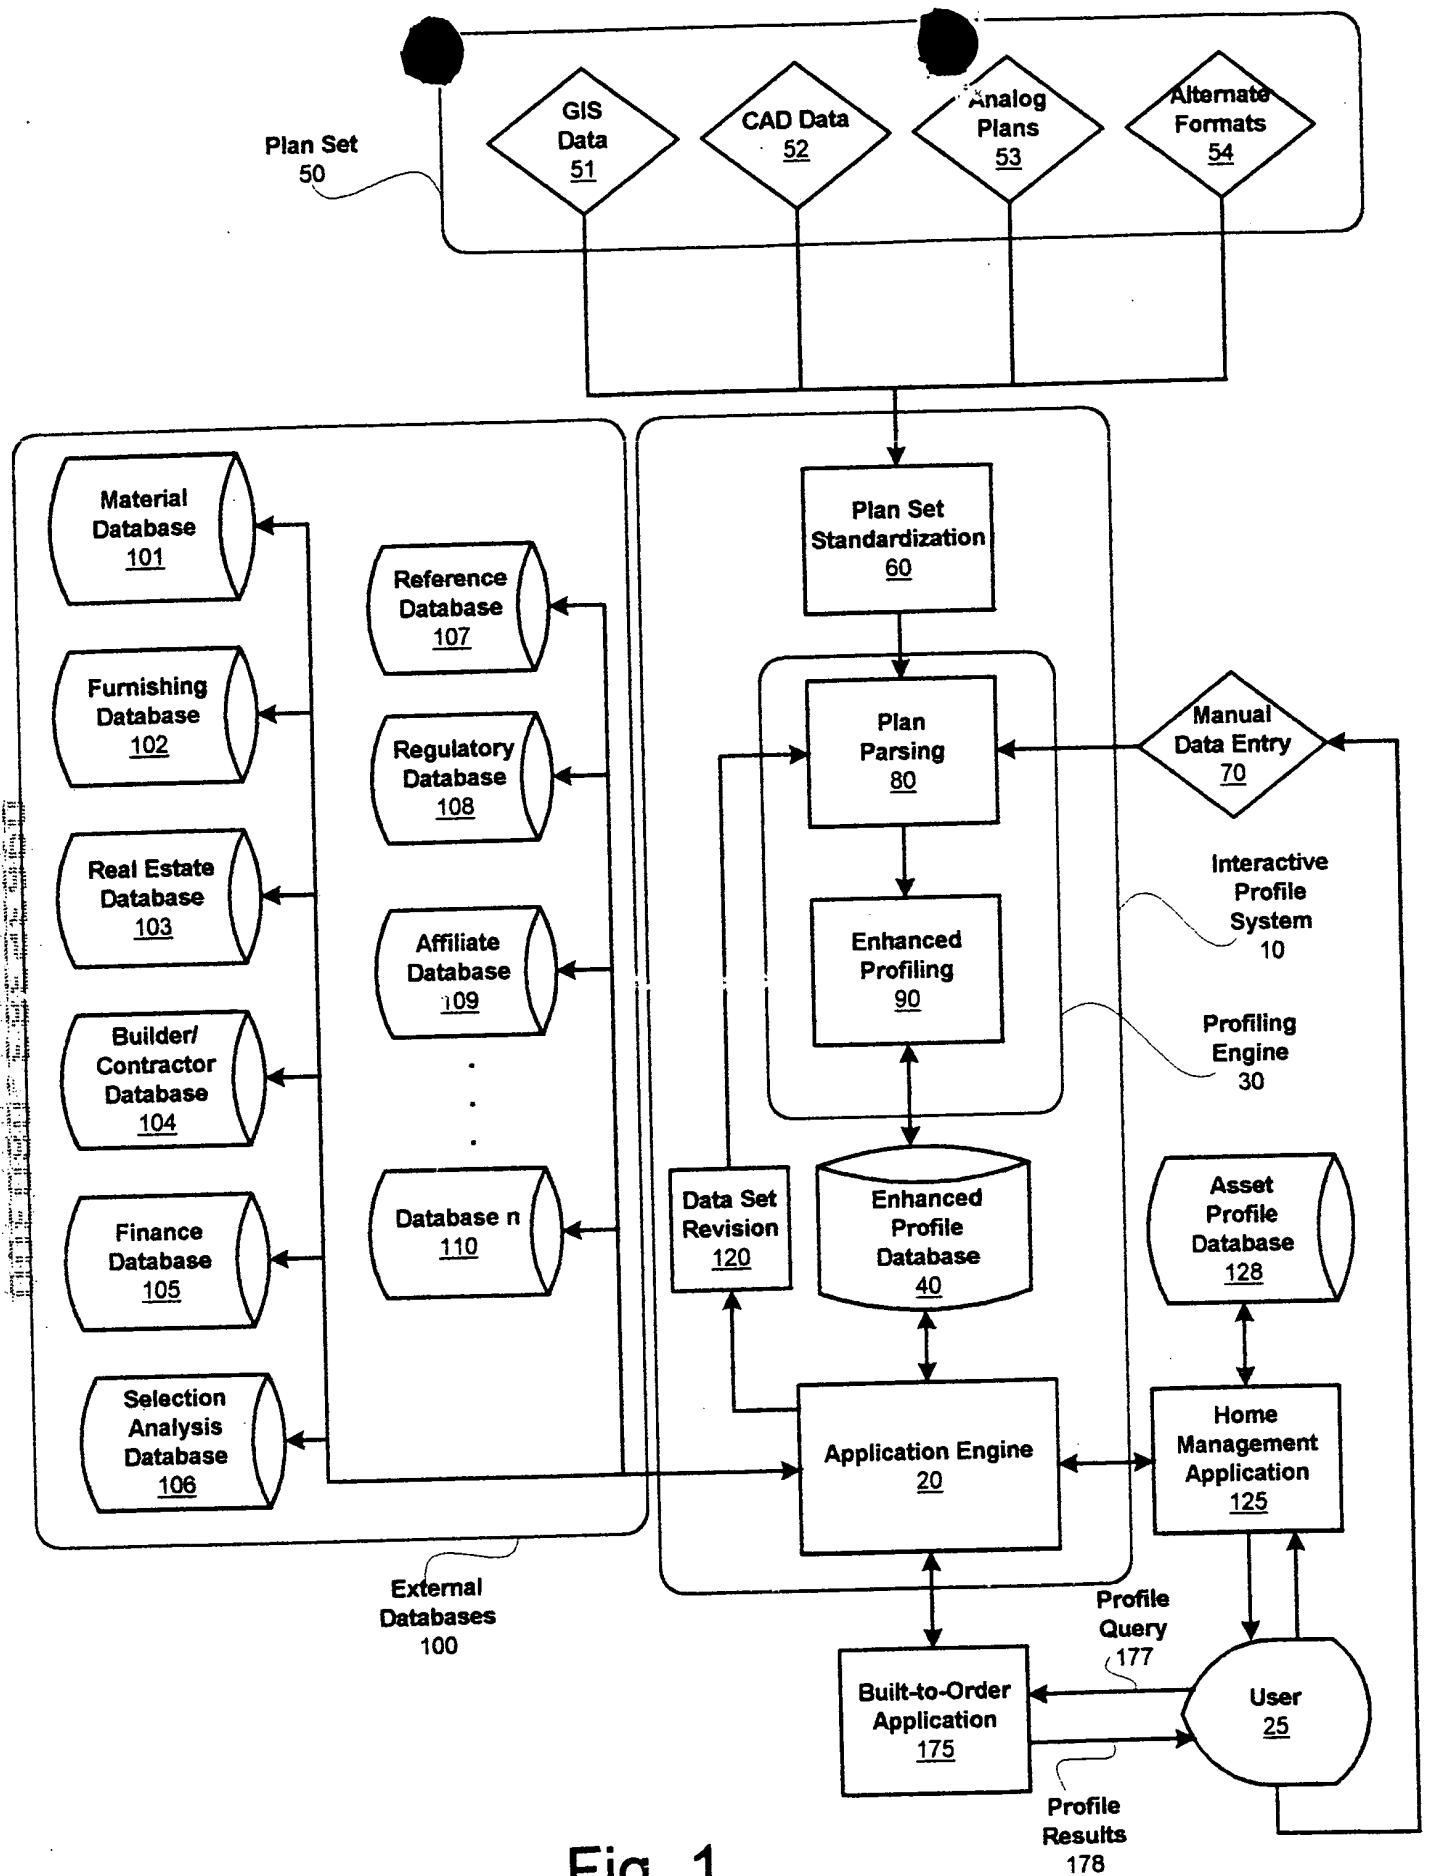 GIS
Data
51
CAD Data
52
Analog
Plans
53
Alternate
Formats
54
Plan Set
50
Material
Database
101
Furnishing
Database
102
Real Estate
Database
103
Builder/
Contractor
Database
104
Finance
Database
105
Selection
Analysis
Database
106
Reference
Database
107
Regulatory
Database
108
Affiliate
Database
109
Database n
110
External
Databases
100
Plan Set
Standardization
60
Plan
Parsing
80
Enhanced
Profiling
90
Manual
Data Entry
70
Interactive
Profile
System
10
Profiling
Engine
30
Data Set
Revision
120
Enhanced
Profile
Database
40
Asset
Profile
Database
128
Application Engine
20
Home
Management
Application
125
Profile
Query
177
Built-to-Order
Application
175
User
25
Profile
Results
178
Fig. 1